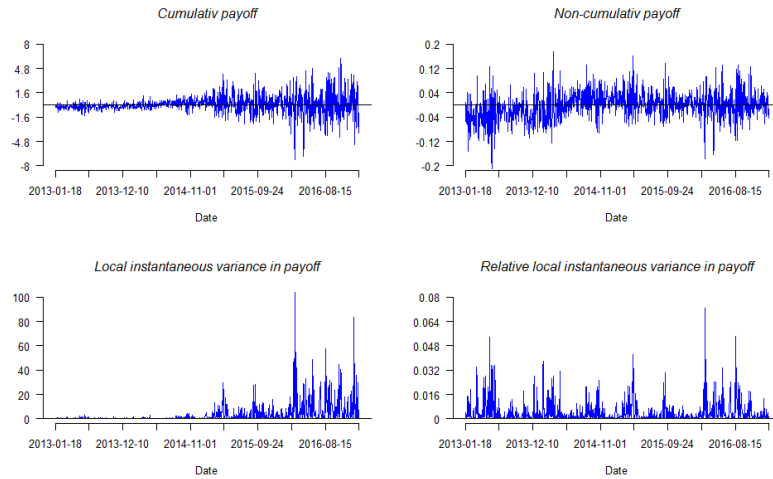 Cumulativ payoff
8
4.8
1.6
-1.6
-4.8
-8
2013-01-18 2013-12-10 2014-11-01 2015-09-24 2016-08-15
Date
Non-cumulativ payoff
0.2
0.12
0.04
-0.04
-0.12
-0.2
2013-01-18 2013-12-10 2014-11-01 2015-09-24 2016-08-15
Date
Local instantaneous variance in payoff
100
80
60
40
20
0
2013-01-18 2013-12-10 2014-11-01 2015-09-24 2016-08-15
Date
Relative local instantaneous variance in payoff
0.08
0.064
0.048
0.032
0.016
0
2013-01-18 2013-12-10 2014-11-01 2015-09-24 2016-08-15
Date